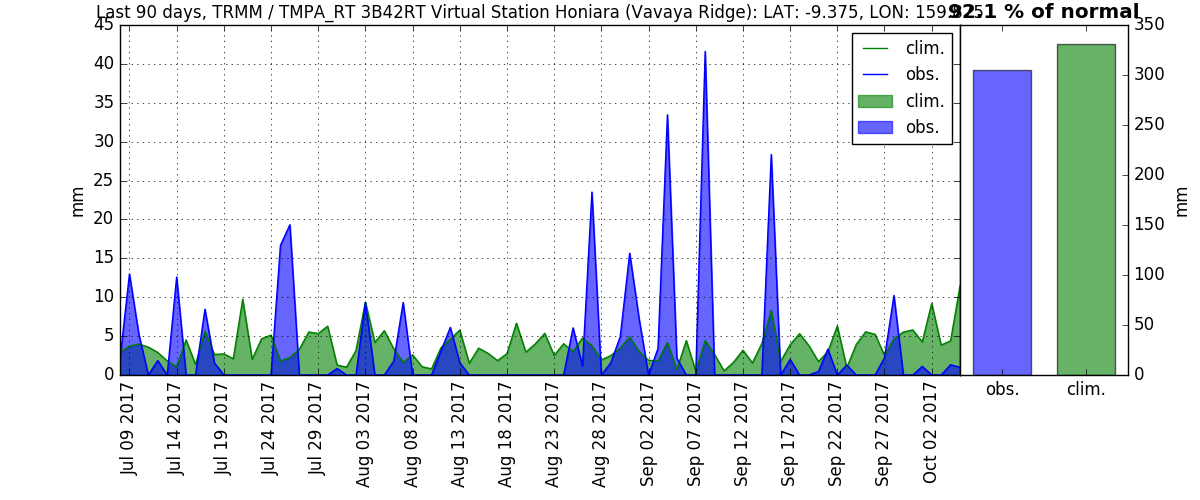 Last 90 days, TRMM / TMPA_RT 3B42RT Virtual Station Honiara (Vavaya Ridge): LAT: -9.375, LON:
92.1 % of normal
45
40
35
30
25
20
15
10
5
0
mm
clim.
obs.
clim.
obs.
350
300
250
200
150
100
50
0
mm
Jul 09 2017
Jul 14 2017
Jul 19 2017
Jul 24 2017
Jul 29 2017
Aug 03 2017
Aug 08 2017
Aug 13 2017
Aug 18 2017
Aug 23 2017
Aug 28 2017
Sep 02 2017
Sep 07 2017
Sep 12 2017
Sep 17 2017
Sep 22 2017
Sep 27 2017
Oct 02 2017
obs.
clim.